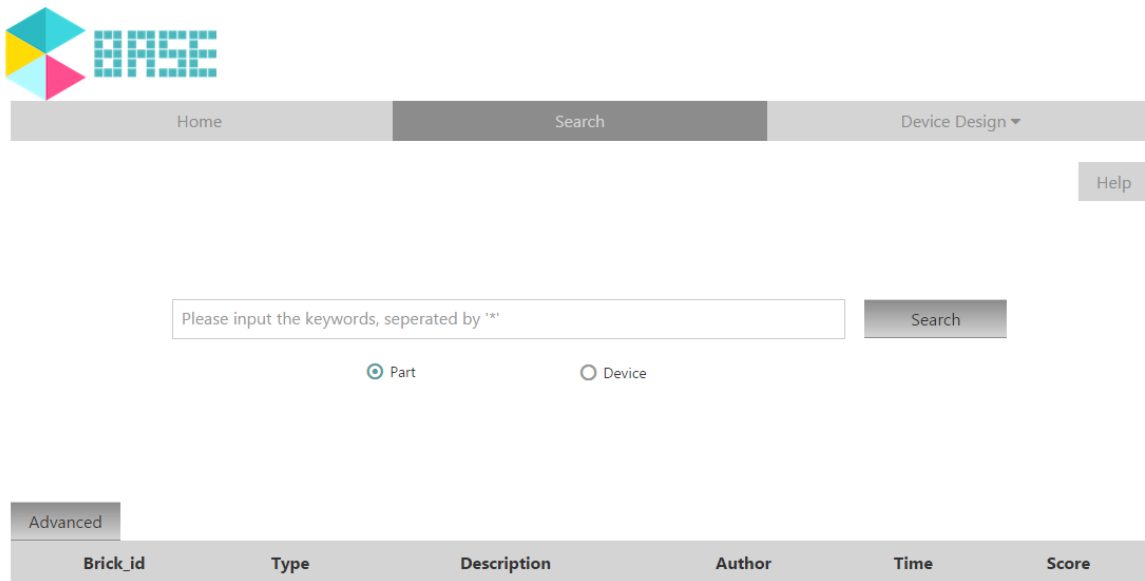 BASE
Home Search Device Design
Help
Please input the keywords, seperated by '*' Search
Part Device
Advanced
Brick_id Type Description Author Time Score